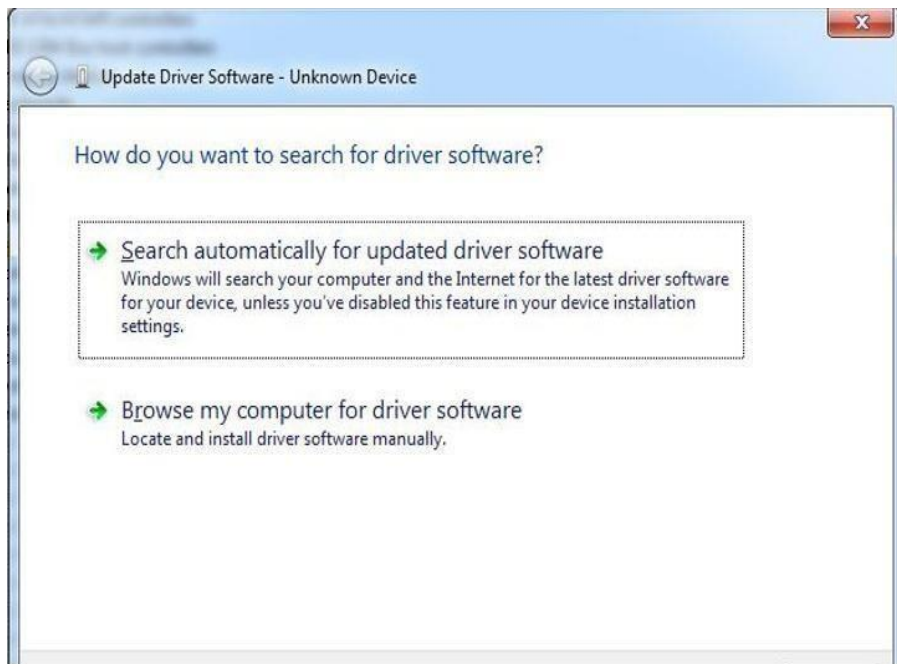 Update Driver Software - Unknown Device
How do you want to search for driver software?
Search automatically for updated driver software
Windows will search your computer and the Internet for the latest driver software
for your device, unless you've disabled this feature in your device installation
settings.
Browse my computer for driver software
Locate and install driver software manually.